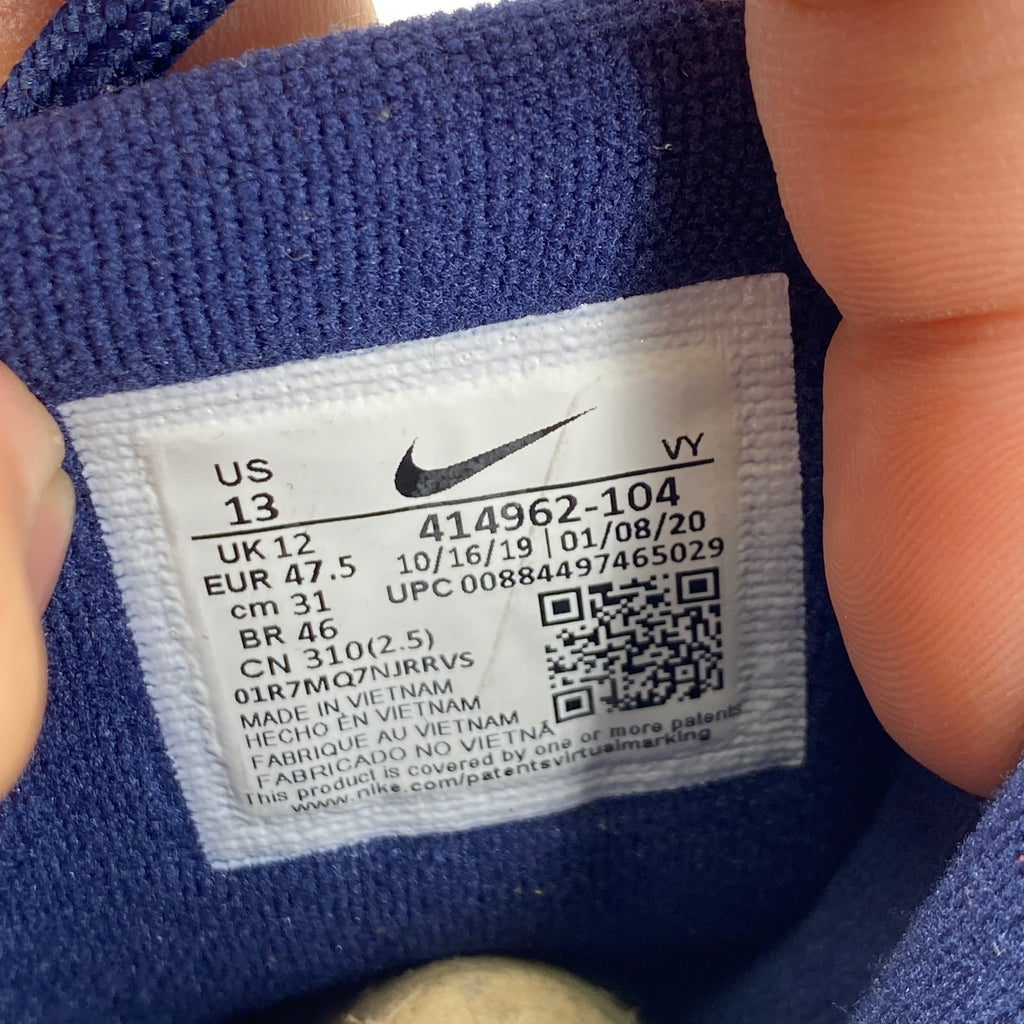 US
13
VY
UK 12
EUR 47.5
cm 31
BR 46
CN 310(2.5)
414962-104
10/16/19 | 01/08/20
UPC 00884497465029
01R7MQ7NJRRVS
MADE IN VIETNAM
HECHO EN VIETNAM
FABRIQUE AU VIETNAM
FABRICADO NO VIETNÃ
This product is covered by one or more patents
www.nike.com/patentsvirtualmarking